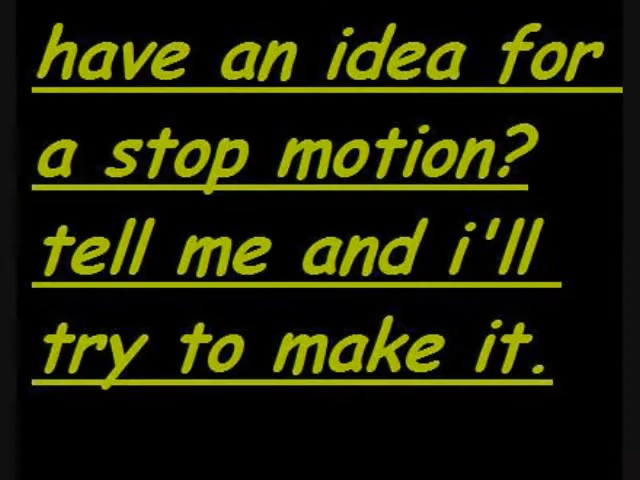 have an idea for
a stop motion?
tell me and i'll
try to make it.